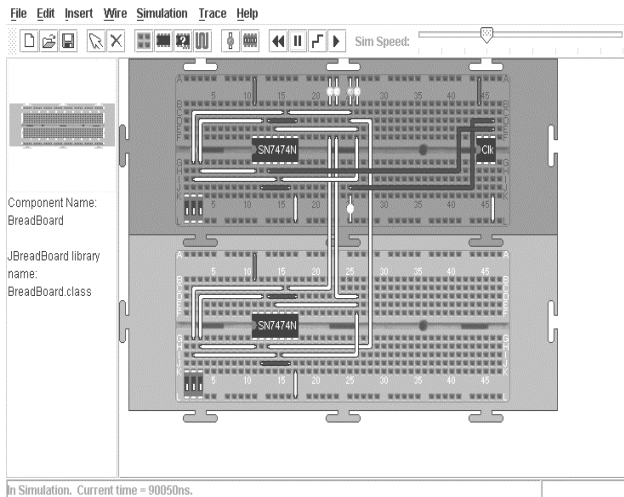 File Edit Insert Wire Simulation Trace Help
Sim Speed:
Component Name:
BreadBoard
JBreadBoard library
name:
BreadBoard.class
A
5 10 15 20 25 30 35 40 45
SN7474N
Clk
5 10 15 20 25 30 35 40 45
L
A
5 10 15 20 25 30 35 40 45
SN7474N
5 10 15 20 25 30 35 40 45
L
In Simulation. Current time = 90050ns.